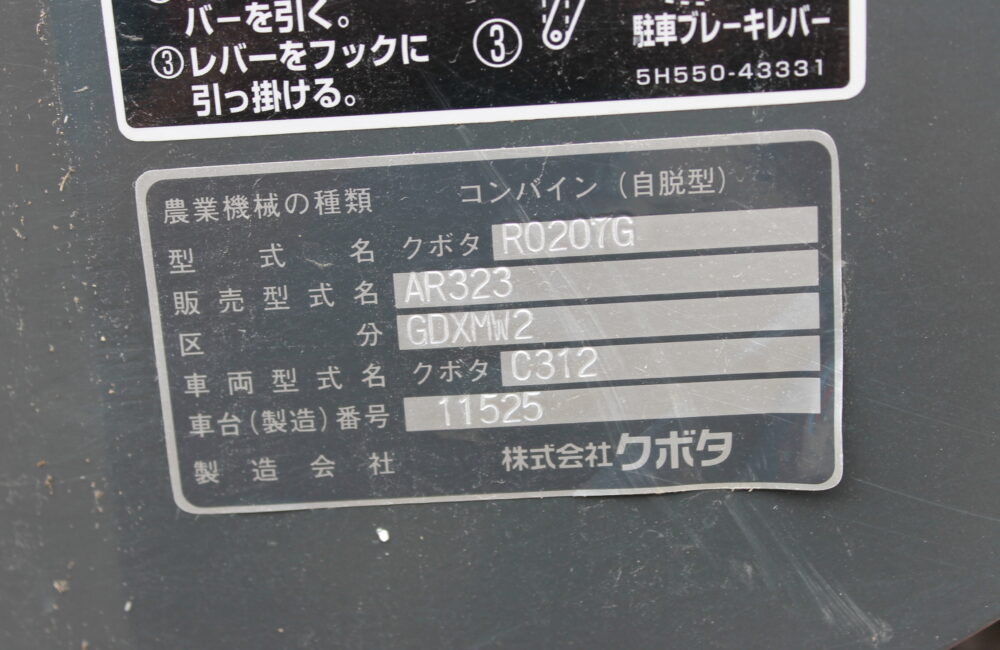 バーを引く。
③レバーをフックに
引っ掛ける。
③
駐車ブレーキレバー
5H550-43331
農業機械の種類 コンバイン（自脱型）
型式名 クボタ R0207G
販売型式名 AR323
区分 GDXMW2
車両型式名 クボタ C312
車台(製造)番号 11525
製造会社 株式会社クボタ